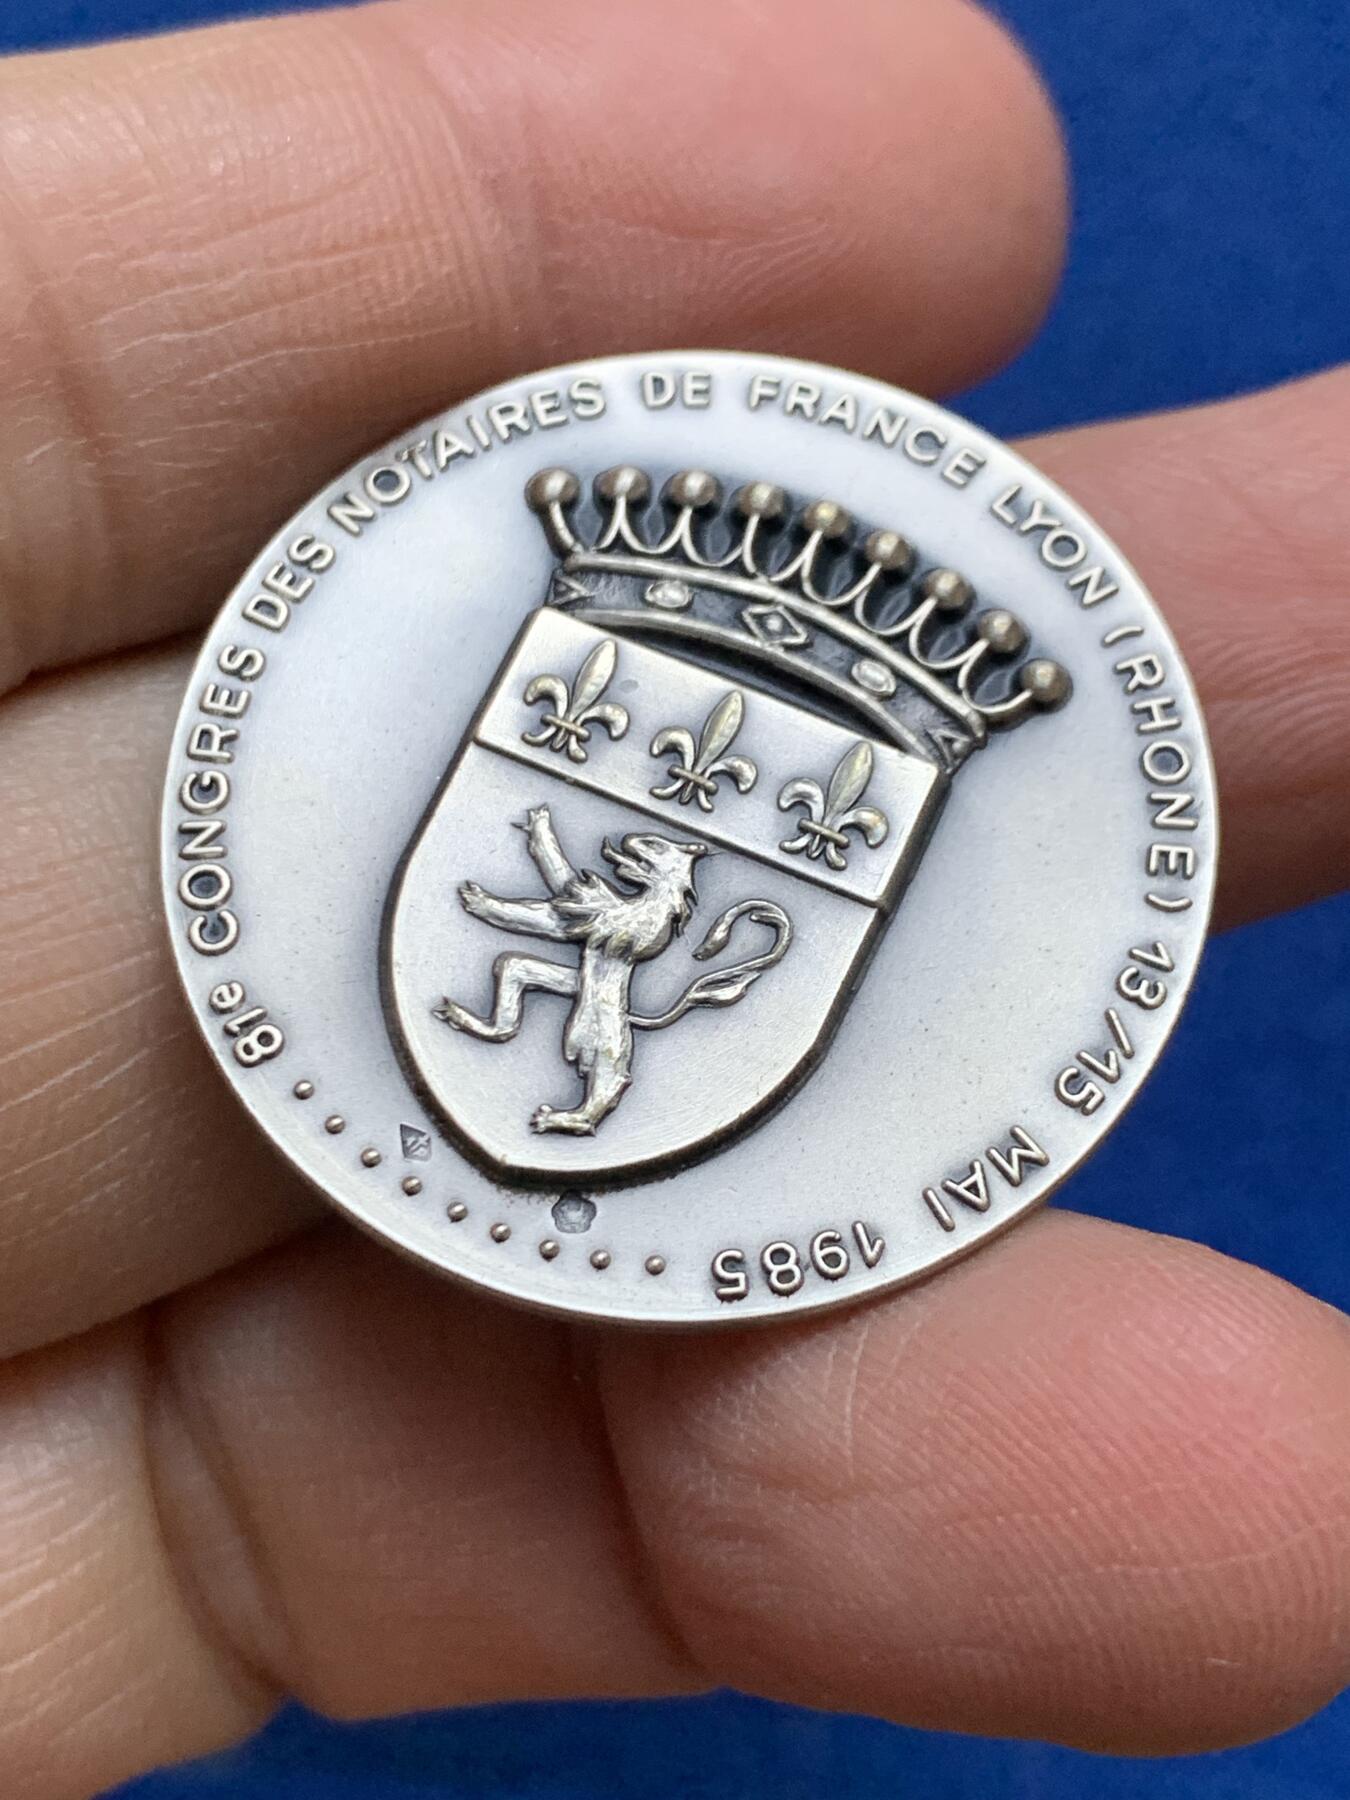 81e CONGRES DES NOTAIRES DE FRANCE LYON (RHONE) 13/15 MAI 1985